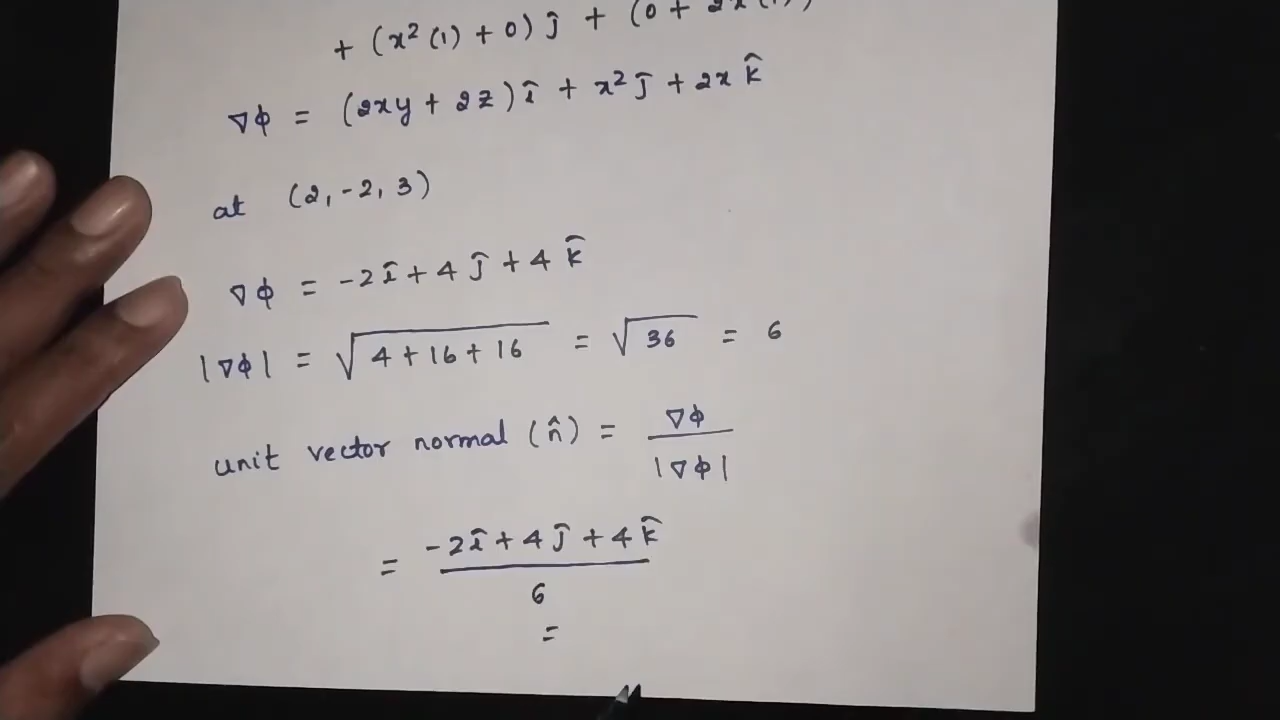 + (x²(1) + 0) ĵ + (0 + 2x(1))
∇ϕ = (2xy + 2z) î + x² ĵ + 2x k̂
at (2, -2, 3)
∇ϕ = -2 î + 4 ĵ + 4 k̂
|∇ϕ| = √(4 + 16 + 16) = √36 = 6
unit vector normal (n̂) = ∇ϕ / |∇ϕ|
= (-2 î + 4 ĵ + 4 k̂) / 6
=